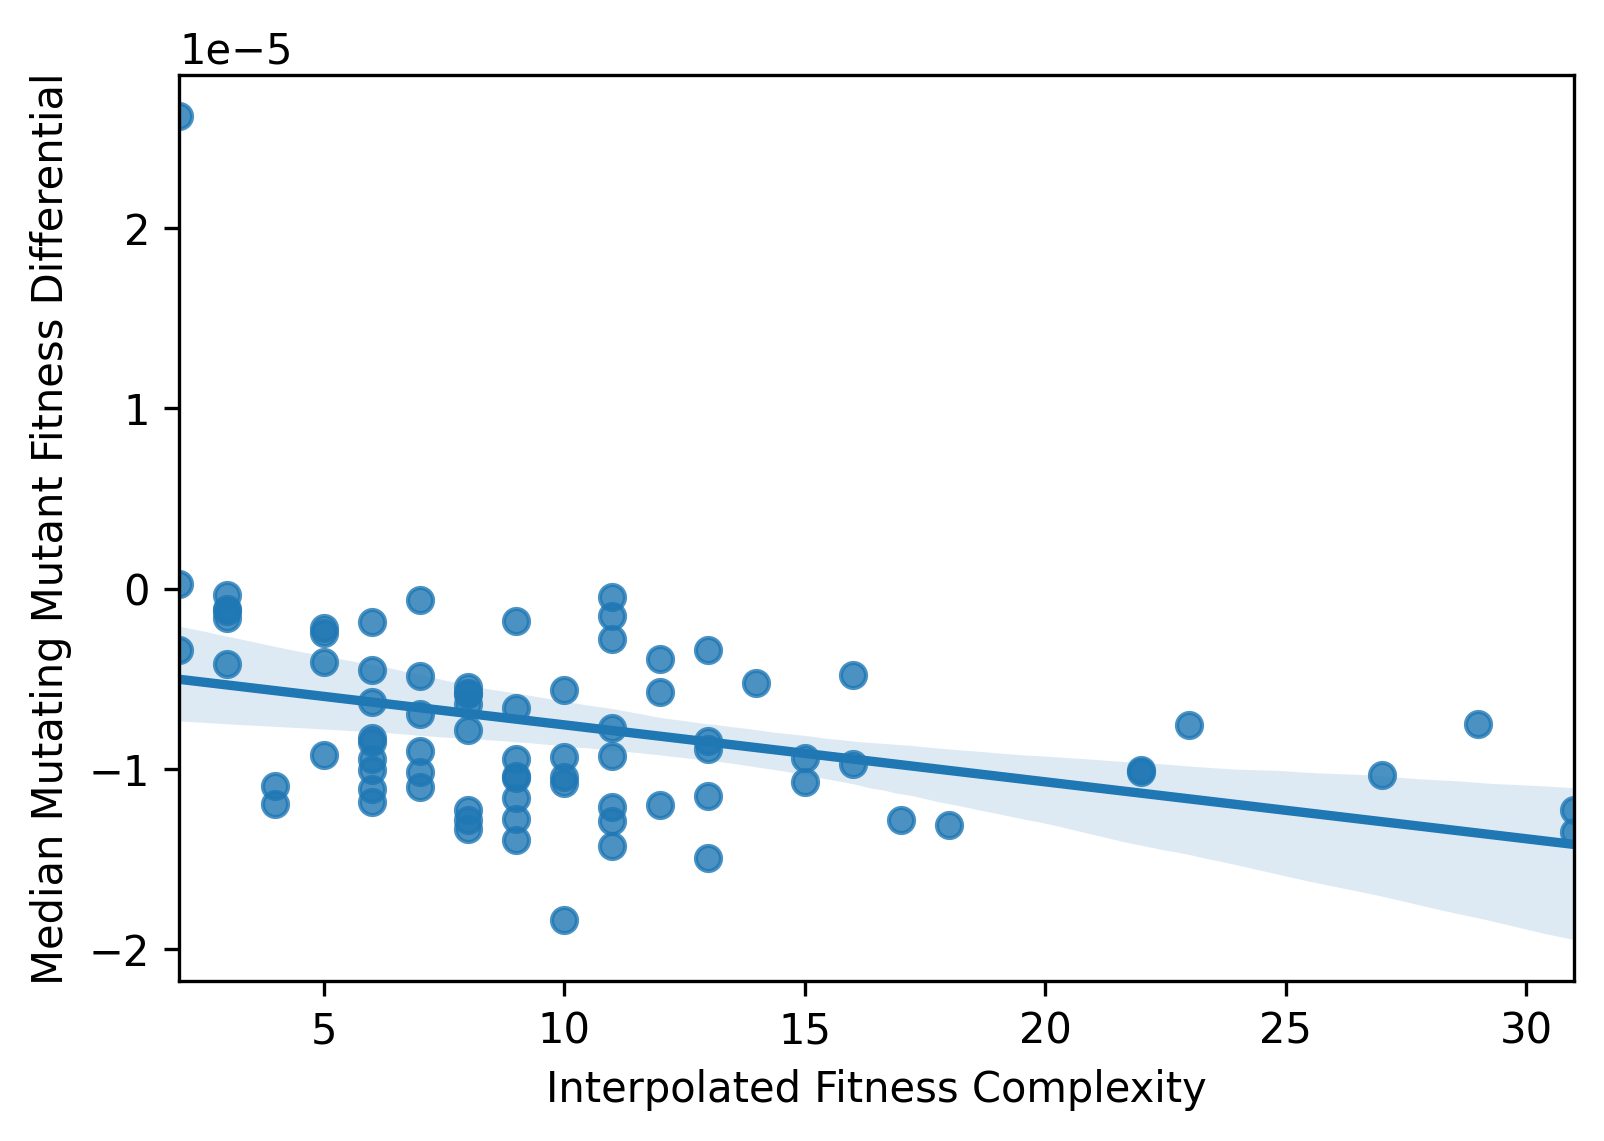 1e−5
Median Mutating Mutant Fitness Differential
2
1
0
−1
−2
5 10 15 20 25 30
Interpolated Fitness Complexity